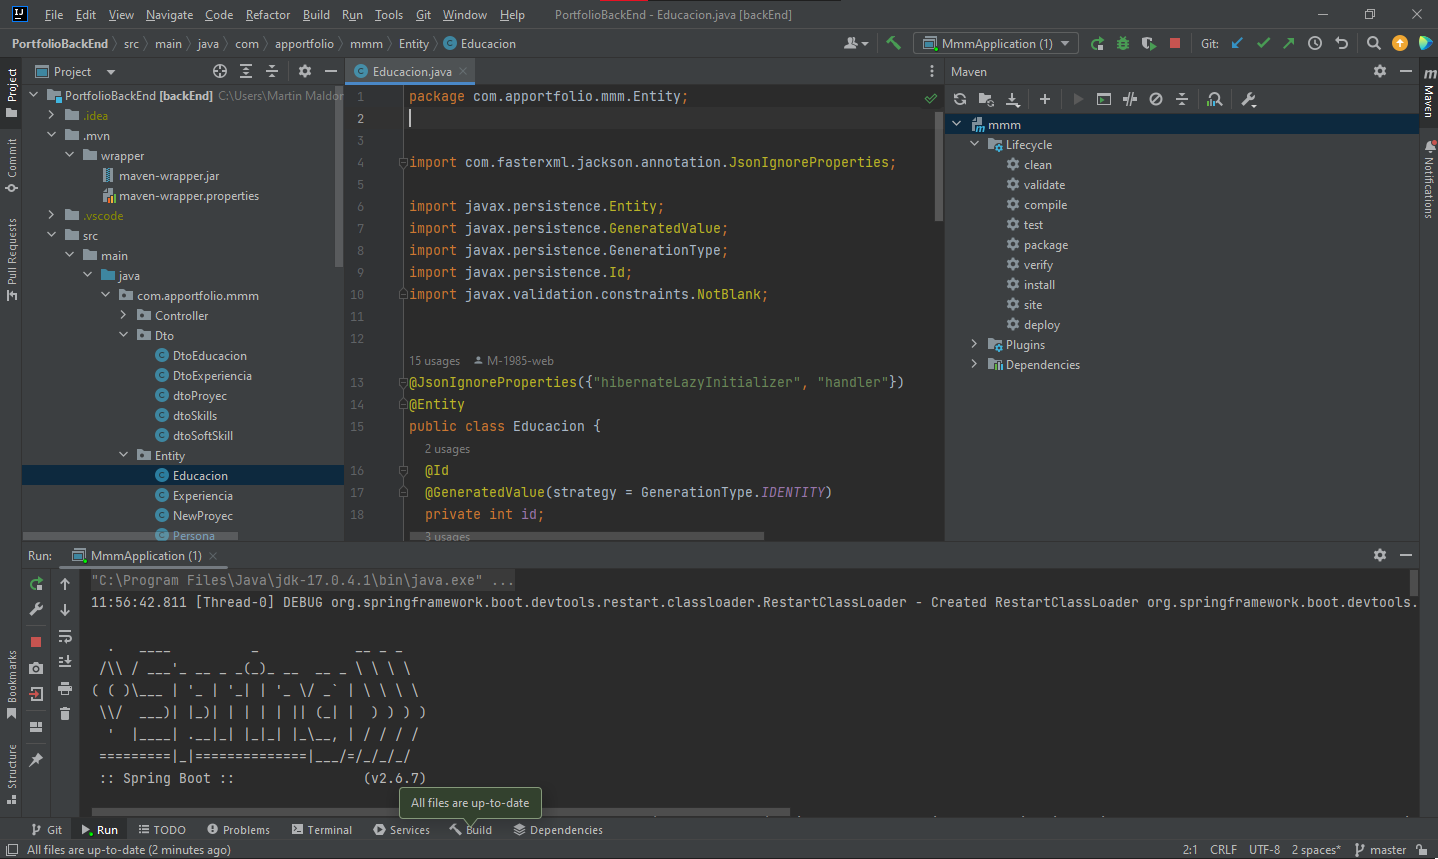 File Edit View Navigate Code Refactor Build Run Tools Git Window Help PortfolioBackEnd - Educacion.java [backEnd]
PortfolioBackEnd src main java com apportfolio mmm Entity Educacion MmmApplication (1) Git:
Project
Commit
Pull Requests
Bookmarks
Structure
Project
PortfolioBackEnd [backEnd] C:\Users\Martin Maldor
.idea
.mvn
wrapper
maven-wrapper.jar
maven-wrapper.properties
.vscode
src
main
java
com.apportfolio.mmm
Controller
Dto
DtoEducacion
DtoExperiencia
dtoProyec
dtoSkills
dtoSoftSkill
Entity
Educacion
Experiencia
NewProyec
Persona
Educacion.java
1 package com.apportfolio.mmm.Entity;
2
3
4 import com.fasterxml.jackson.annotation.JsonIgnoreProperties;
5
6 import javax.persistence.Entity;
7 import javax.persistence.GeneratedValue;
8 import javax.persistence.GenerationType;
9 import javax.persistence.Id;
10 import javax.validation.constraints.NotBlank;
11
12
15 usages M-1985-web
13 @JsonIgnoreProperties({"hibernateLazyInitializer", "handler"})
14 @Entity
15 public class Educacion {
2 usages
16 @Id
17 @GeneratedValue(strategy = GenerationType.IDENTITY)
18 private int id;
3 usages
Maven
mmm
Lifecycle
clean
validate
compile
test
package
verify
install
site
deploy
Plugins
Dependencies
Maven
Notifications
Run: MmmApplication (1)
"C:\Program Files\Java\jdk-17.0.4.1\bin\java.exe" ...
11:56:42.811 [Thread-0] DEBUG org.springframework.boot.devtools.restart.classloader.RestartClassLoader - Created RestartClassLoader org.springframework.boot.devtools.
  .   ____          _            __ _ _
 /\\ / ___'_ __ _ _(_)_ __  __ _ \ \ \ \
( ( )\___ | '_ | '_| | '_ \/ _` | \ \ \ \
 \\/  ___)| |_)| | | | | || (_| |  ) ) ) )
  '  |____| .__|_| |_|_| |_\__, | / / / /
 =========|_|==============|___/=/_/_/_/
 :: Spring Boot ::                (v2.6.7)
All files are up-to-date
Git Run TODO Problems Terminal Services Build Dependencies
All files are up-to-date (2 minutes ago) 2:1 CRLF UTF-8 2 spaces* master